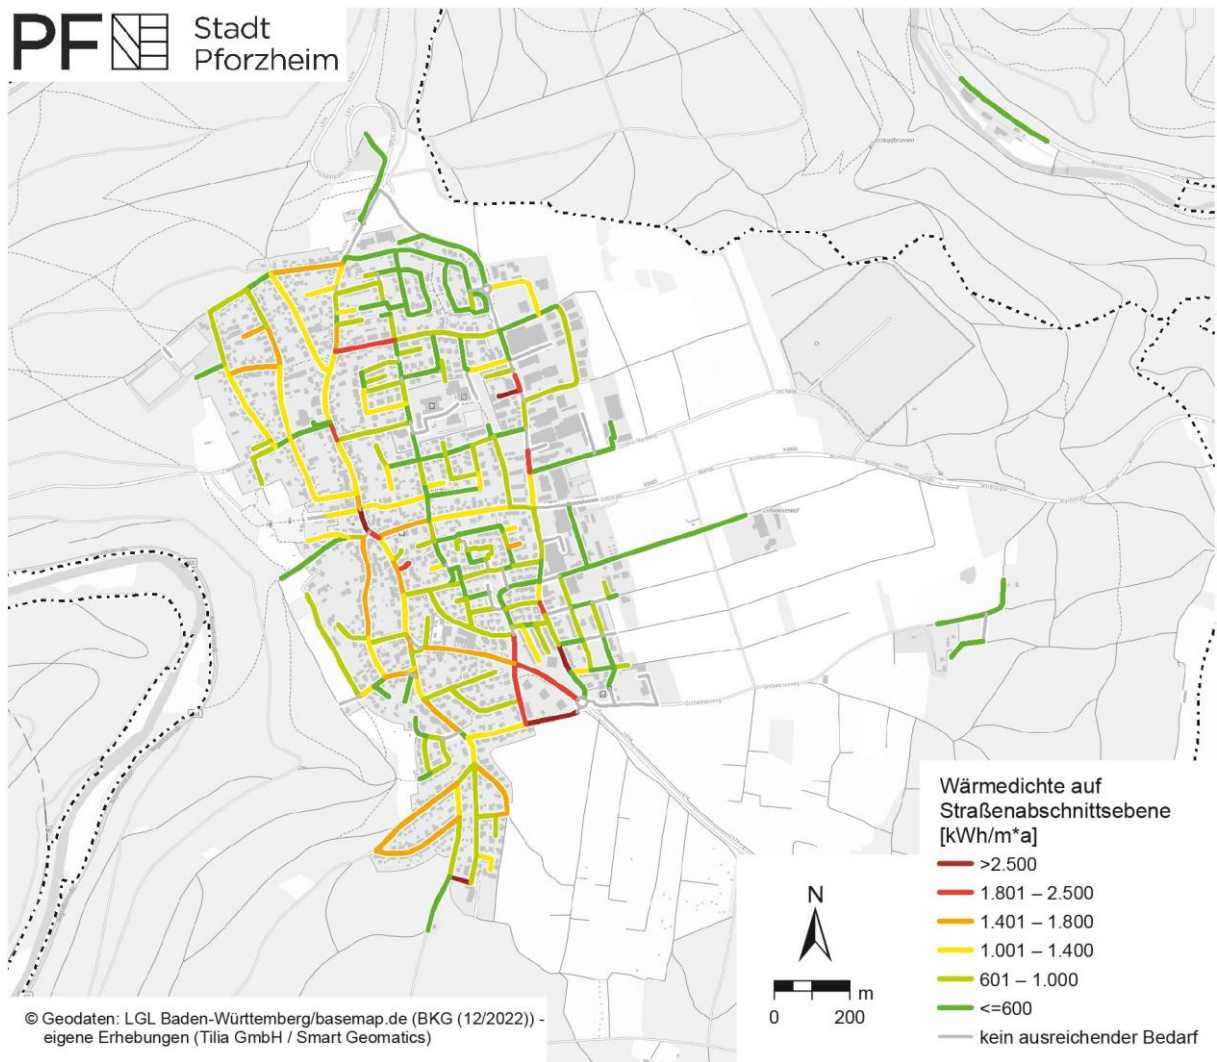 PF Stadt
Pforzheim
Wärmedichte auf
Straßenabschnittsebene
[kWh/m*a]
>2.500
1.801 – 2.500
1.401 – 1.800
1.001 – 1.400
601 – 1.000
<=600
kein ausreichender Bedarf
N
m
0 200
© Geodaten: LGL Baden-Württemberg/basemap.de (BKG (12/2022)) -
eigene Erhebungen (Tilia GmbH / Smart Geomatics)